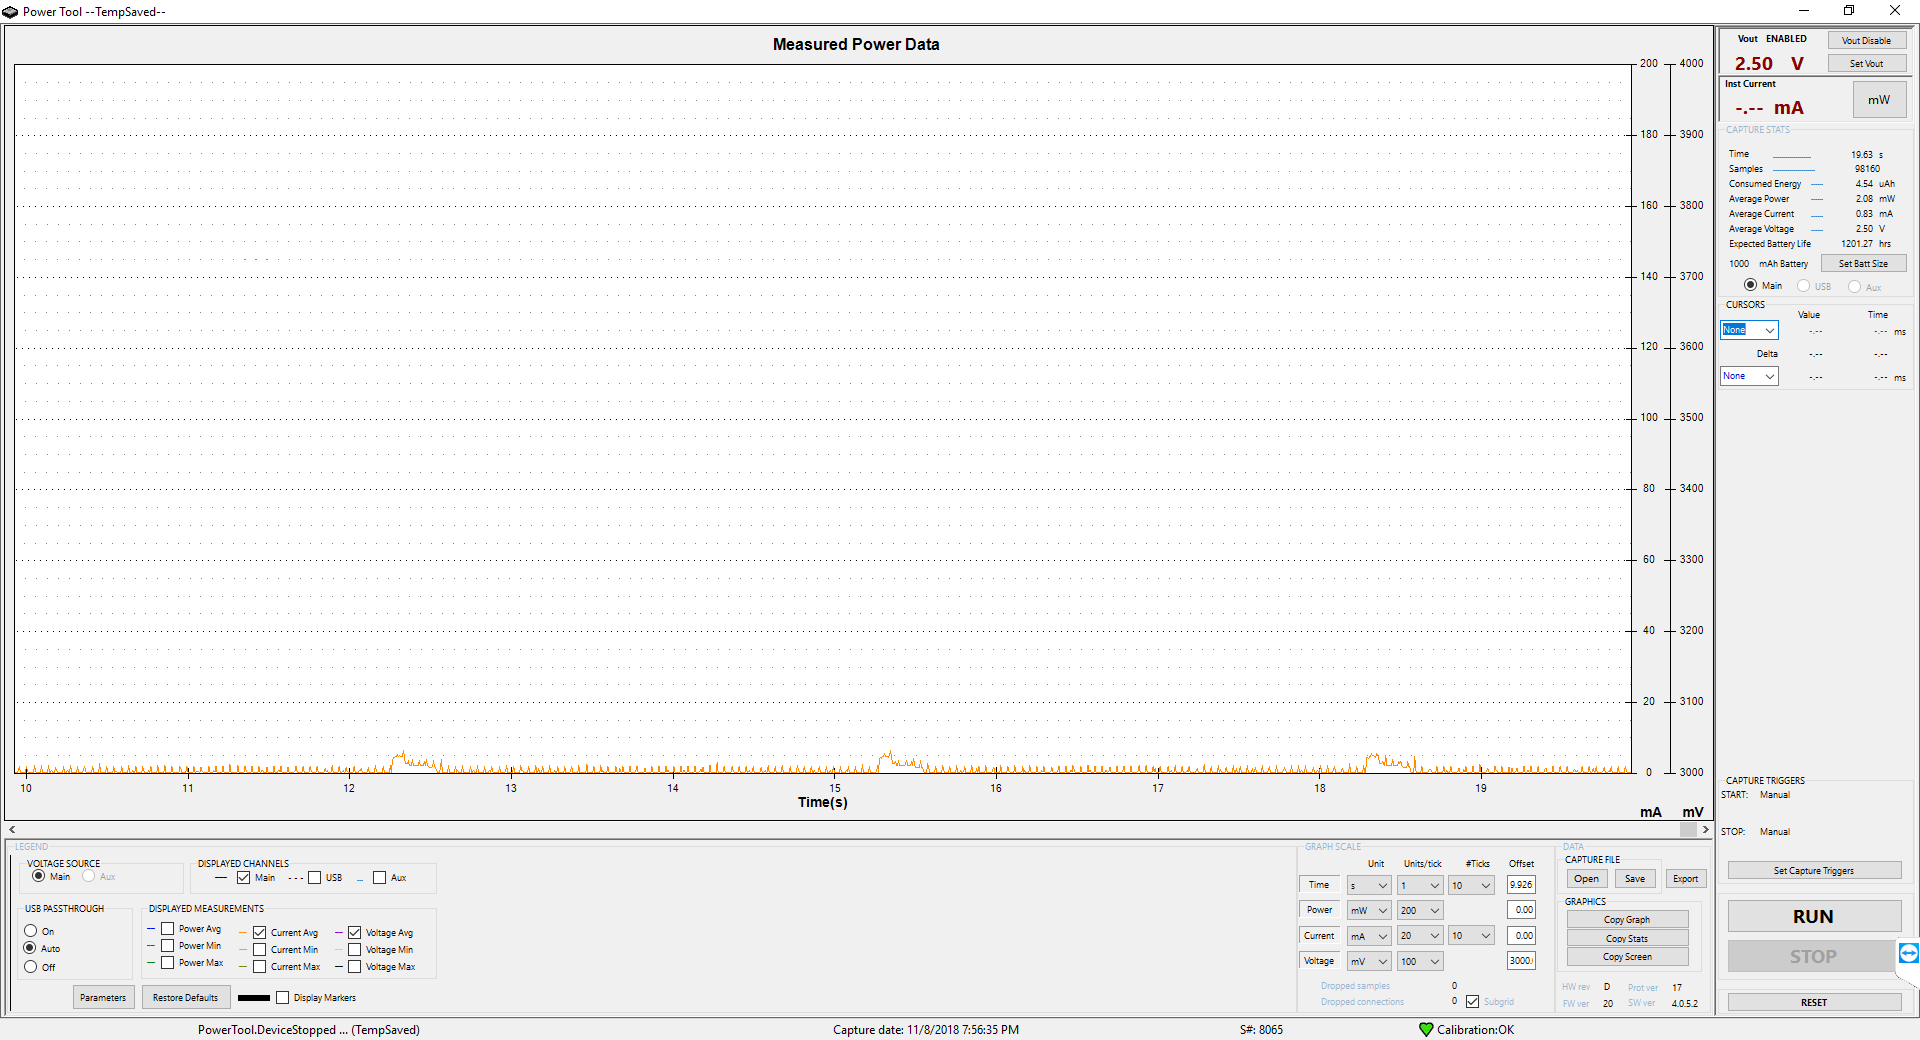 Power Tool --TempSaved--
Measured Power Data
200 4000
180 3900
160 3800
140 3700
120 3600
100 3500
80 3400
60 3300
40 3200
20 3100
0 3000
10 11 12 13 14 15 16 17 18 19
Time(s)
mA mV
Vout ENABLED
Vout Disable
2.50 V
Set Vout
Inst Current
-.-- mA
mW
CAPTURE STATS
Time 19.63 s
Samples 98160
Consumed Energy 4.54 uAh
Average Power 2.08 mW
Average Current 0.83 mA
Average Voltage 2.50 V
Expected Battery Life 1201.27 hrs
1000 mAh Battery Set Batt Size
Main USB Aux
CURSORS
Value Time
None -.-- -.-- ms
Delta -.-- -.--
None -.-- -.-- ms
CAPTURE TRIGGERS
START: Manual
STOP: Manual
Set Capture Triggers
RUN
STOP
RESET
LEGEND
VOLTAGE SOURCE
Main Aux
DISPLAYED CHANNELS
Main USB Aux
USB PASSTHROUGH
On
Auto
Off
DISPLAYED MEASUREMENTS
Power Avg Current Avg Voltage Avg
Power Min Current Min Voltage Min
Power Max Current Max Voltage Max
Parameters Restore Defaults Display Markers
GRAPH SCALE
Unit Units/tick #Ticks Offset
Time s 1 10 9.926
Power mW 200 0.00
Current mA 20 10 0.00
Voltage mV 100 3000.
Dropped samples 0
Dropped connections 0 Subgrid
DATA
CAPTURE FILE
Open Save Export
GRAPHICS
Copy Graph
Copy Stats
Copy Screen
HW rev D Prot ver 17
FW ver 20 SW ver 4.0.5.2
PowerTool.DeviceStopped ... (TempSaved) Capture date: 11/8/2018 7:56:35 PM S#: 8065 Calibration:OK